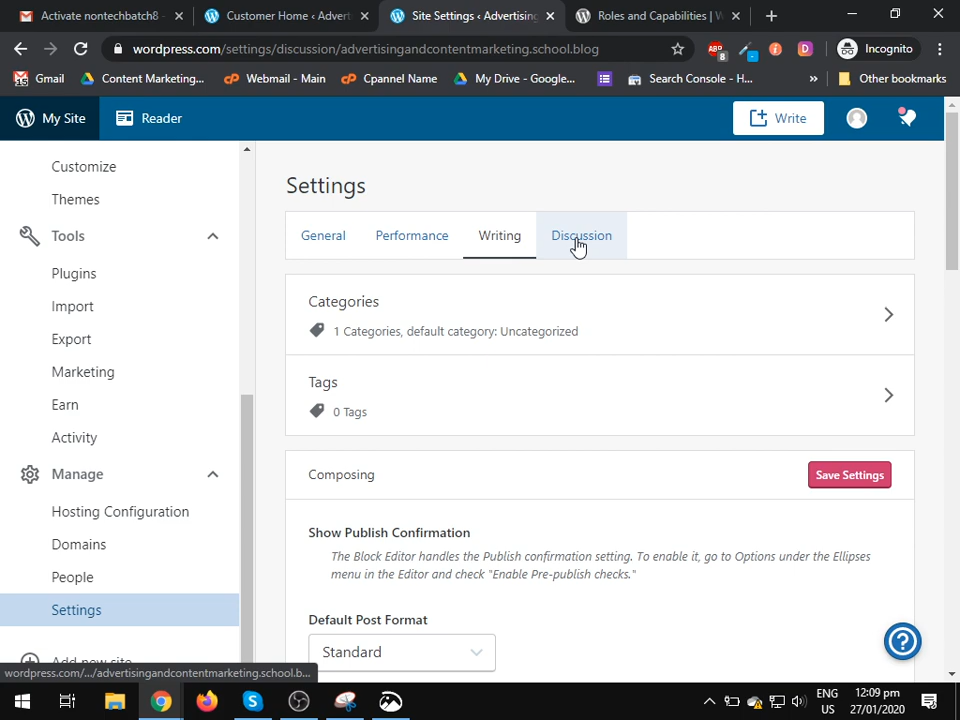 Activate nontechbatch8
Customer Home ‹ Advert
Site Settings ‹ Advertising
Roles and Capabilities | W
wordpress.com/settings/discussion/advertisingandcontentmarketing.school.blog
8
Incognito
15
Gmail
Content Marketing...
Webmail - Main
Cpannel Name
My Drive - Google...
Search Console - H...
»
Other bookmarks
My Site
Reader
Write
Customize
Themes
Tools
Plugins
Import
Export
Marketing
Earn
Activity
Manage
Hosting Configuration
Domains
People
Settings
Add new site
Settings
General
Performance
Writing
Discussion
Categories
1 Categories, default category: Uncategorized
Tags
0 Tags
Composing
Save Settings
Show Publish Confirmation
The Block Editor handles the Publish confirmation setting. To enable it, go to Options under the Ellipses
menu in the Editor and check "Enable Pre-publish checks."
Default Post Format
Standard
wordpress.com/.../advertisingandcontentmarketing.school.b...
ENG
US
12:09 pm
27/01/2020